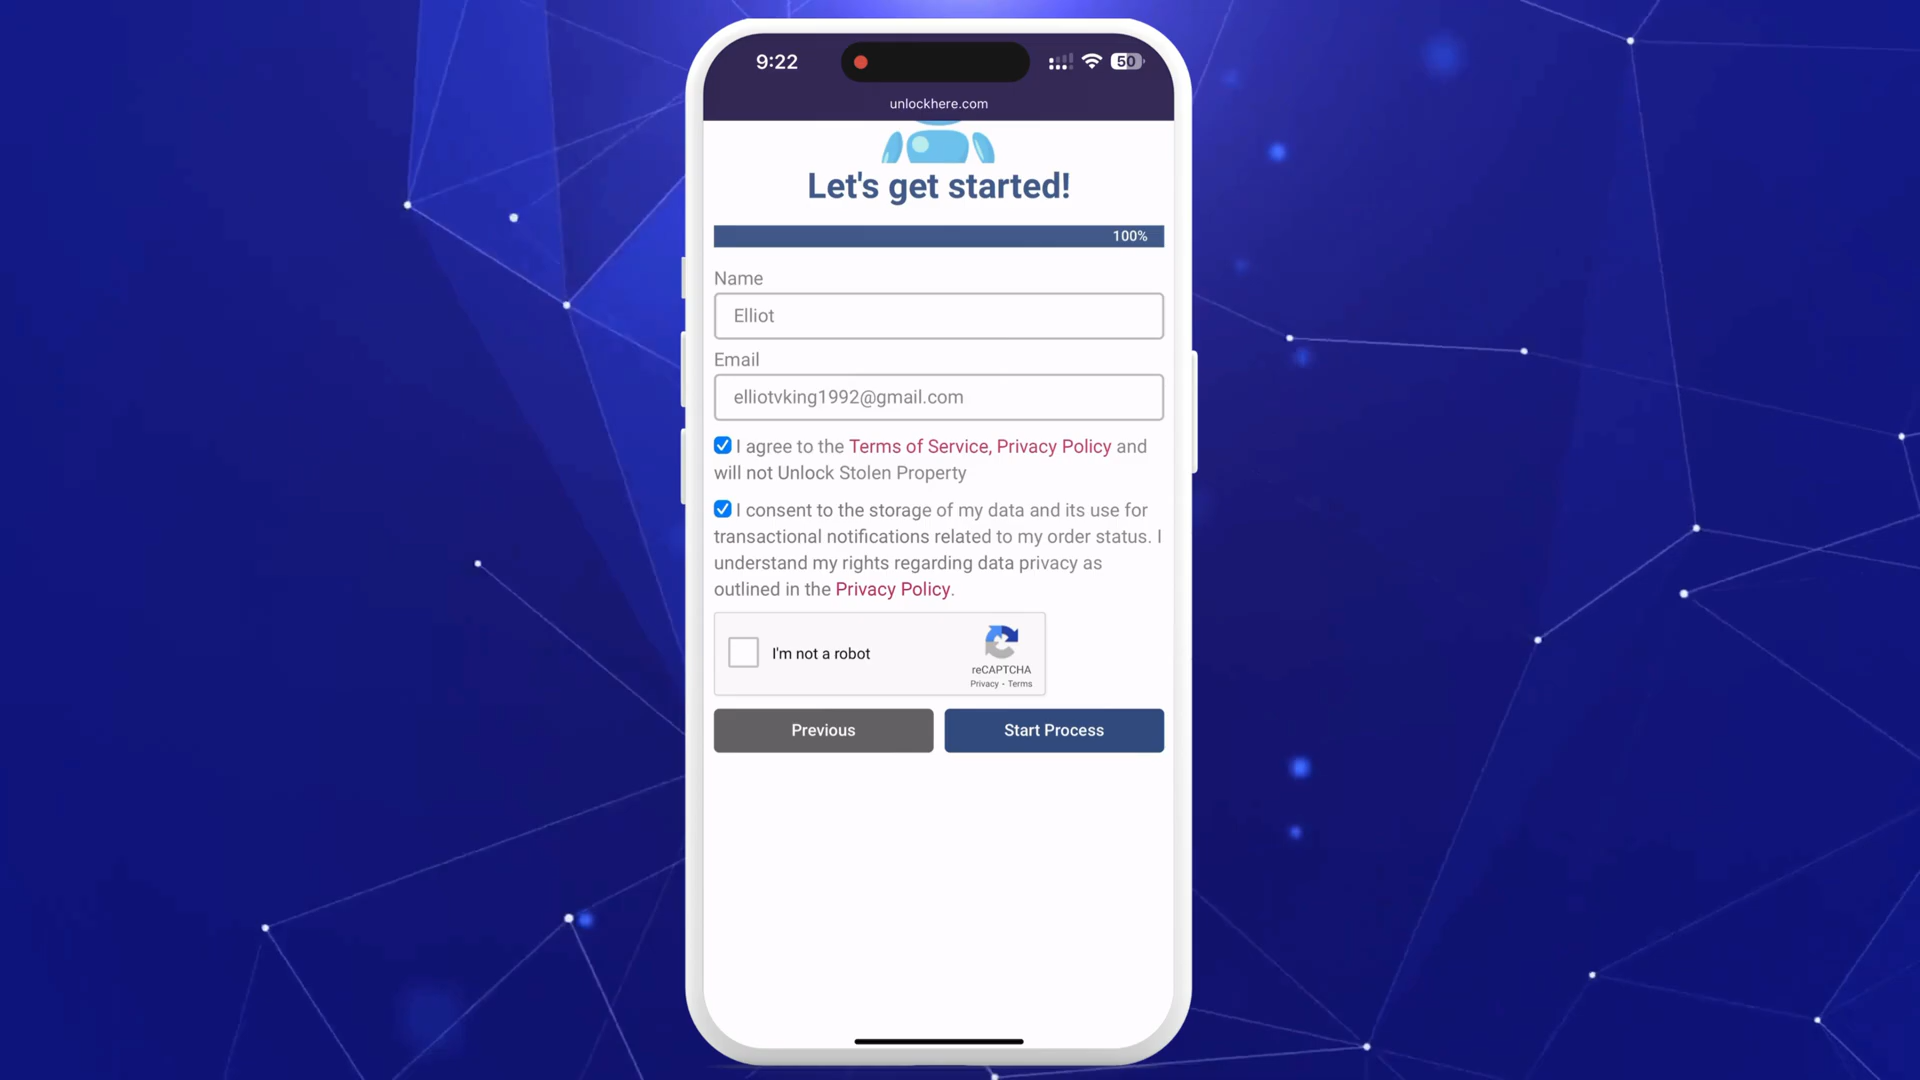 9:22
50
unlockhere.com
Let's get started!
100%
Name
Elliot
Email
elliotvking1992@gmail.com
I agree to the Terms of Service, Privacy Policy and
will not Unlock Stolen Property
I consent to the storage of my data and its use for
transactional notifications related to my order status. I
understand my rights regarding data privacy as
outlined in the Privacy Policy.
I'm not a robot
reCAPTCHA
Privacy - Terms
Previous
Start Process